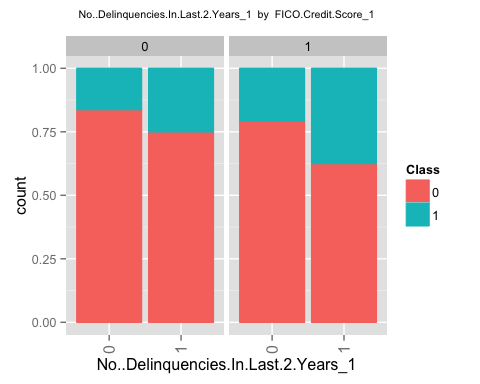 No..Delinquencies.In.Last.2.Years_1 by FICO.Credit.Score_1
0 1
1.00
0.75
0.50
0.25
0.00
count
0 1 0 1
No..Delinquencies.In.Last.2.Years_1
Class
0
1